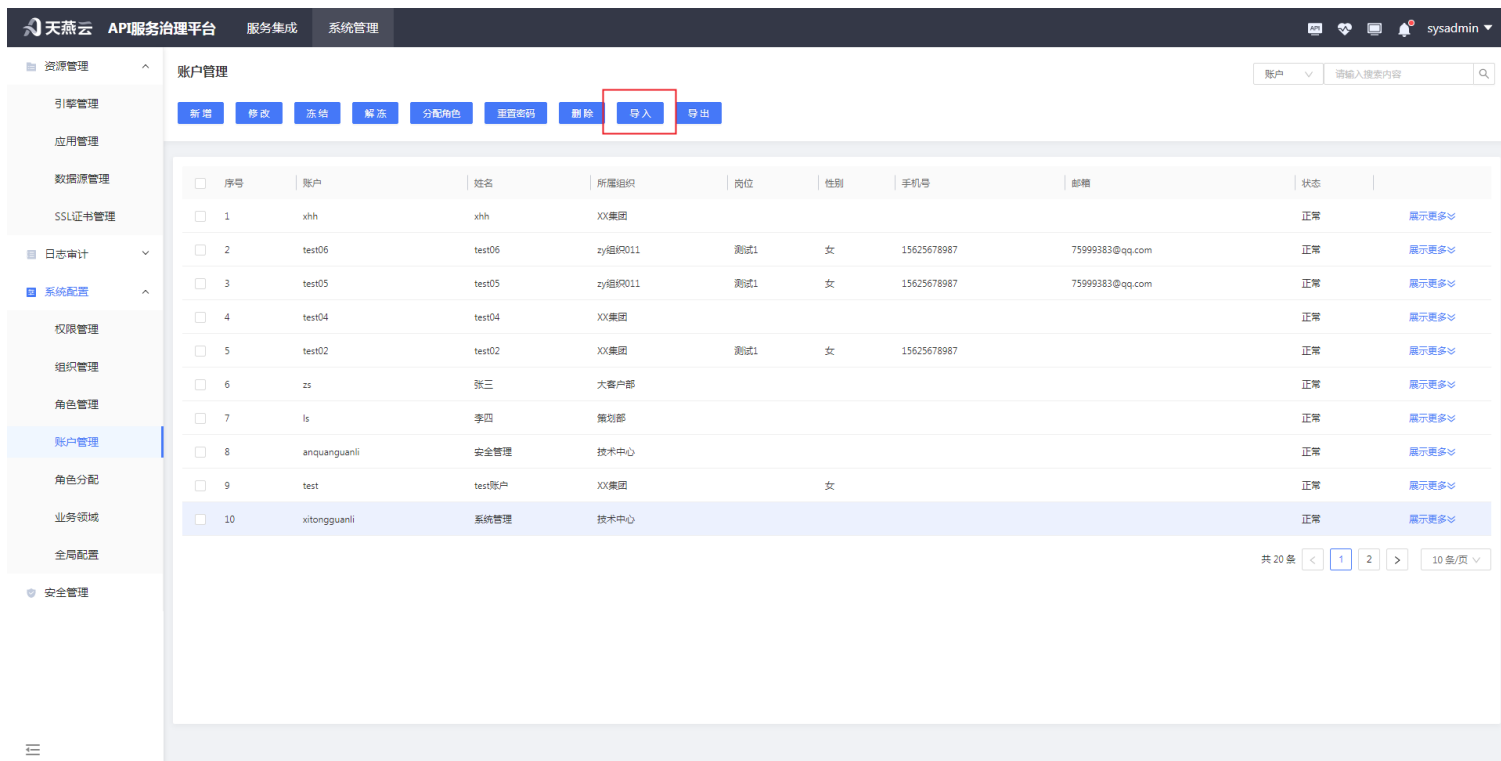 天燕云 API服务治理平台 服务集成 系统管理 API sysadmin
资源管理
引擎管理
应用管理
数据源管理
SSL证书管理
日志审计
系统配置
权限管理
组织管理
角色管理
账户管理
角色分配
业务领域
全局配置
安全管理
账户管理 账户 请输入搜索内容
新增 修改 冻结 解冻 分配角色 重置密码 删除 导入 导出
序号 账户 姓名 所属组织 岗位 性别 手机号 邮箱 状态
1 xhh xhh XX集团 正常 展示更多
2 test06 test06 zy组织011 测试1 女 15625678987 75999383@qq.com 正常 展示更多
3 test05 test05 zy组织011 测试1 女 15625678987 75999383@qq.com 正常 展示更多
4 test04 test04 XX集团 正常 展示更多
5 test02 test02 XX集团 测试1 女 15625678987 正常 展示更多
6 zs 张三 大客户部 正常 展示更多
7 ls 李四 策划部 正常 展示更多
8 anquanguanli 安全管理 技术中心 正常 展示更多
9 test test账户 XX集团 女 正常 展示更多
10 xitongguanli 系统管理 技术中心 正常 展示更多
共 20 条 < 1 2 > 10 条/页